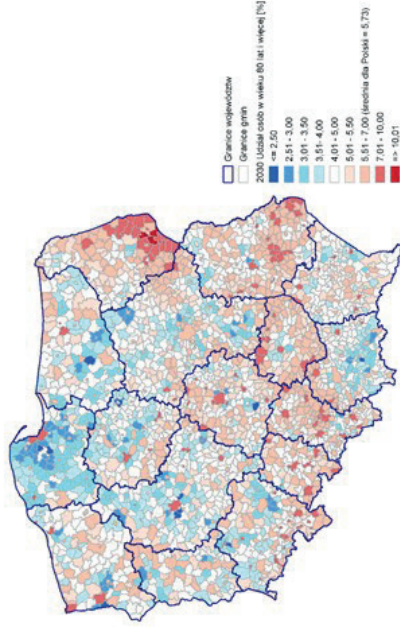 Granice województw
Granice gmin
2030 Udział osób w wieku 80 lat i więcej [%]
<= 2,50
2,51 - 3,00
3,01 - 3,50
3,51- 4,00
4,01 - 5,00
5,01 - 5,50
5,51 - 7,00 (średnia dla Polski = 5,73)
7,01 - 10,00
=> 10,01